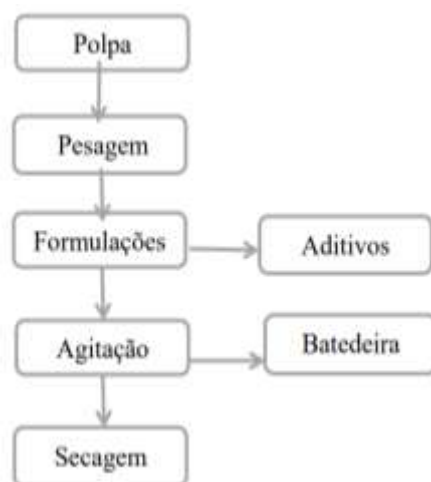 Polpa
Pesagem
Formulações
Aditivos
Agitação
Batedeira
Secagem